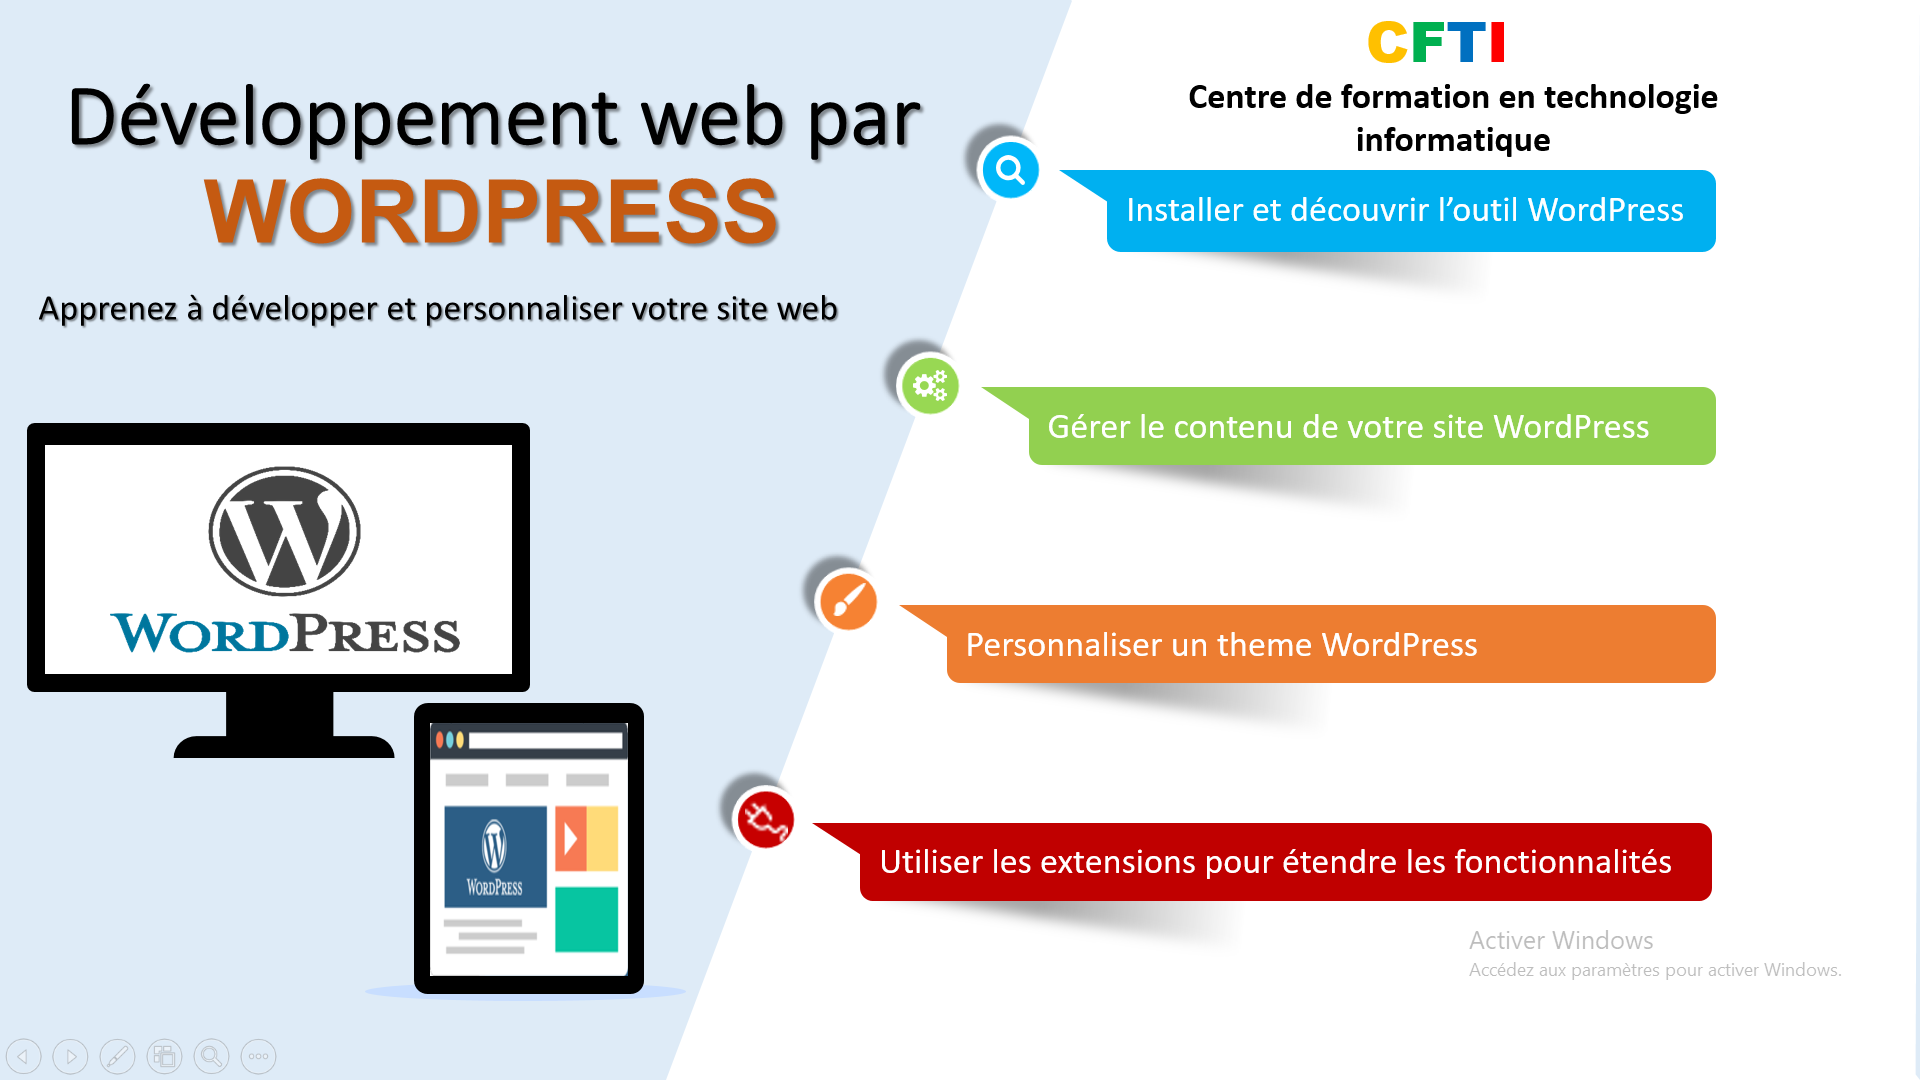 Développement web par
WORDPRESS
Apprenez à développer et personnaliser votre site web
WORDPRESS
WORDPRESS
CFTI
Centre de formation en technologie
informatique
Installer et découvrir l’outil WordPress
Gérer le contenu de votre site WordPress
Personnaliser un theme WordPress
Utiliser les extensions pour étendre les fonctionnalités
Activer Windows
Accédez aux paramètres pour activer Windows.